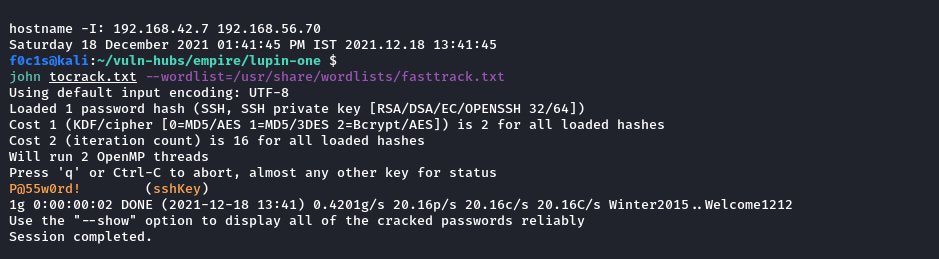 hostname -I: 192.168.42.7 192.168.56.70
Saturday 18 December 2021 01:41:45 PM IST 2021.12.18 13:41:45
f0c1s@kali:~/vuln-hubs/empire/lupin-one $
john tocrack.txt --wordlist=/usr/share/wordlists/fasttrack.txt
Using default input encoding: UTF-8
Loaded 1 password hash (SSH, SSH private key [RSA/DSA/EC/OPENSSH 32/64])
Cost 1 (KDF/cipher [0=MD5/AES 1=MD5/3DES 2=Bcrypt/AES]) is 2 for all loaded hashes
Cost 2 (iteration count) is 16 for all loaded hashes
Will run 2 OpenMP threads
Press 'q' or Ctrl-C to abort, almost any other key for status
P@55w0rd!        (sshKey)
1g 0:00:00:02 DONE (2021-12-18 13:41) 0.4201g/s 20.16p/s 20.16c/s 20.16C/s Winter2015..Welcome1212
Use the "--show" option to display all of the cracked passwords reliably
Session completed.